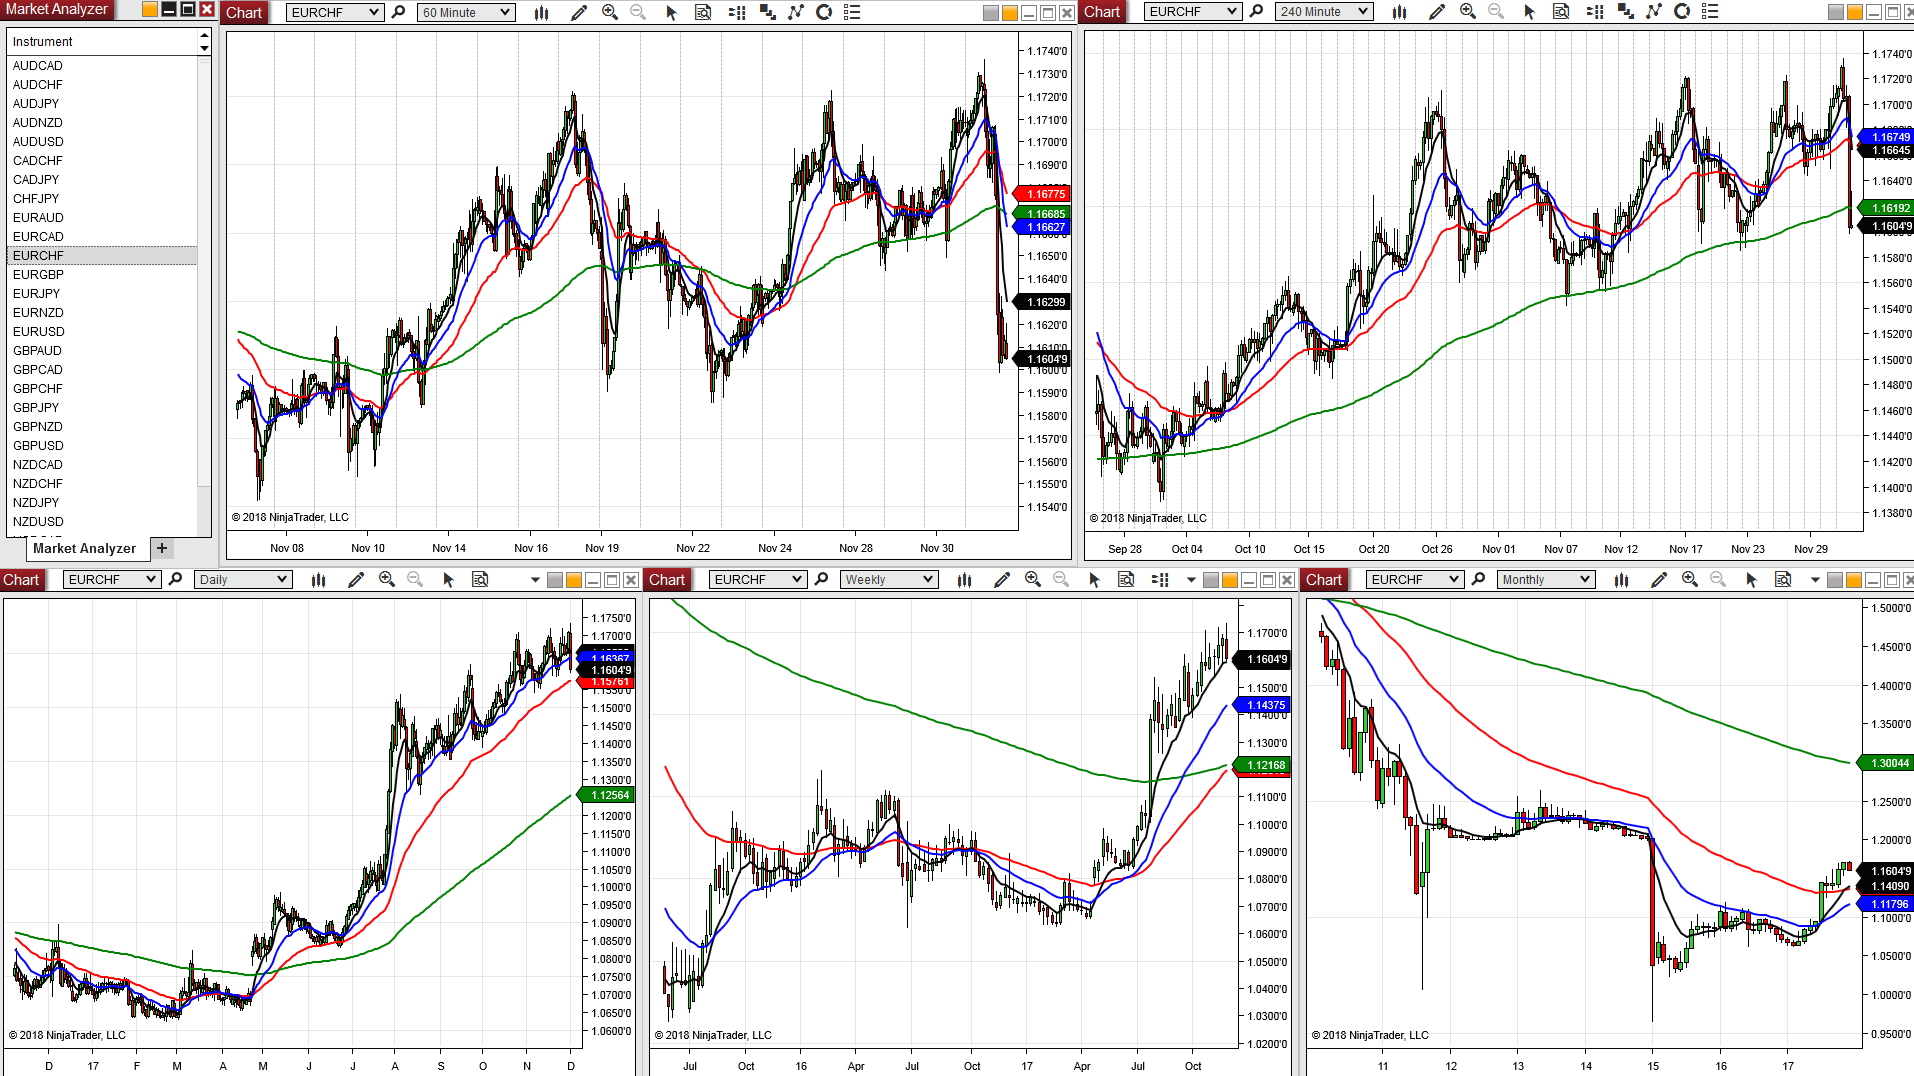 Market Analyzer
Instrument
AUDCAD
AUDCHF
AUDJPY
AUDNZD
AUDUSD
CADCHF
CADJPY
CHFJPY
EURAUD
EURCAD
EURCHF
EURGBP
EURJPY
EURNZD
EURUSD
GBPAUD
GBPCAD
GBPCHF
GBPJPY
GBPNZD
GBPUSD
NZDCAD
NZDCHF
NZDJPY
NZDUSD
Market Analyzer +
Chart EURCHF 60 Minute
1.1740'0
1.1730'0
1.1720'0
1.1710'0
1.1700'0
1.1690'0
1.16775
1.16685
1.16627
1.1650'0
1.1640'0
1.16299
1.1620'0
1.1604'9
1.1600'0
1.1590'0
1.1580'0
1.1570'0
1.1560'0
1.1550'0
1.1540'0
© 2018 NinjaTrader, LLC
Nov 08 Nov 10 Nov 14 Nov 16 Nov 19 Nov 22 Nov 24 Nov 28 Nov 30
Chart EURCHF 240 Minute
1.1740'0
1.1720'0
1.1700'0
1.16749
1.16645
1.1640'0
1.16192
1.1604'9
1.1580'0
1.1560'0
1.1540'0
1.1520'0
1.1500'0
1.1480'0
1.1460'0
1.1440'0
1.1420'0
1.1400'0
1.1380'0
© 2018 NinjaTrader, LLC
Sep 28 Oct 04 Oct 10 Oct 15 Oct 20 Oct 26 Nov 01 Nov 07 Nov 12 Nov 17 Nov 23 Nov 29
Chart EURCHF Daily
1.1750'0
1.1700'0
1.16367
1.1604'9
1.15761
1.1550'0
1.1500'0
1.1450'0
1.1400'0
1.1350'0
1.1300'0
1.12564
1.1200'0
1.1150'0
1.1100'0
1.1050'0
1.1000'0
1.0950'0
1.0900'0
1.0850'0
1.0800'0
1.0750'0
1.0700'0
1.0650'0
1.0600'0
© 2018 NinjaTrader, LLC
D 17 F M A M J J A S O N D
Chart EURCHF Weekly
1.1700'0
1.1604'9
1.1500'0
1.14375
1.1400'0
1.1300'0
1.12168
1.1100'0
1.1000'0
1.0900'0
1.0800'0
1.0700'0
1.0600'0
1.0500'0
1.0400'0
1.0300'0
1.0200'0
© 2018 NinjaTrader, LLC
Jul Oct 16 Apr Jul Oct 17 Apr Jul Oct
Chart EURCHF Monthly
1.5000'0
1.4500'0
1.4000'0
1.3500'0
1.30044
1.2500'0
1.2000'0
1.1604'9
1.14090
1.11796
1.1000'0
1.0500'0
1.0000'0
0.9500'0
© 2018 NinjaTrader, LLC
11 12 13 14 15 16 17